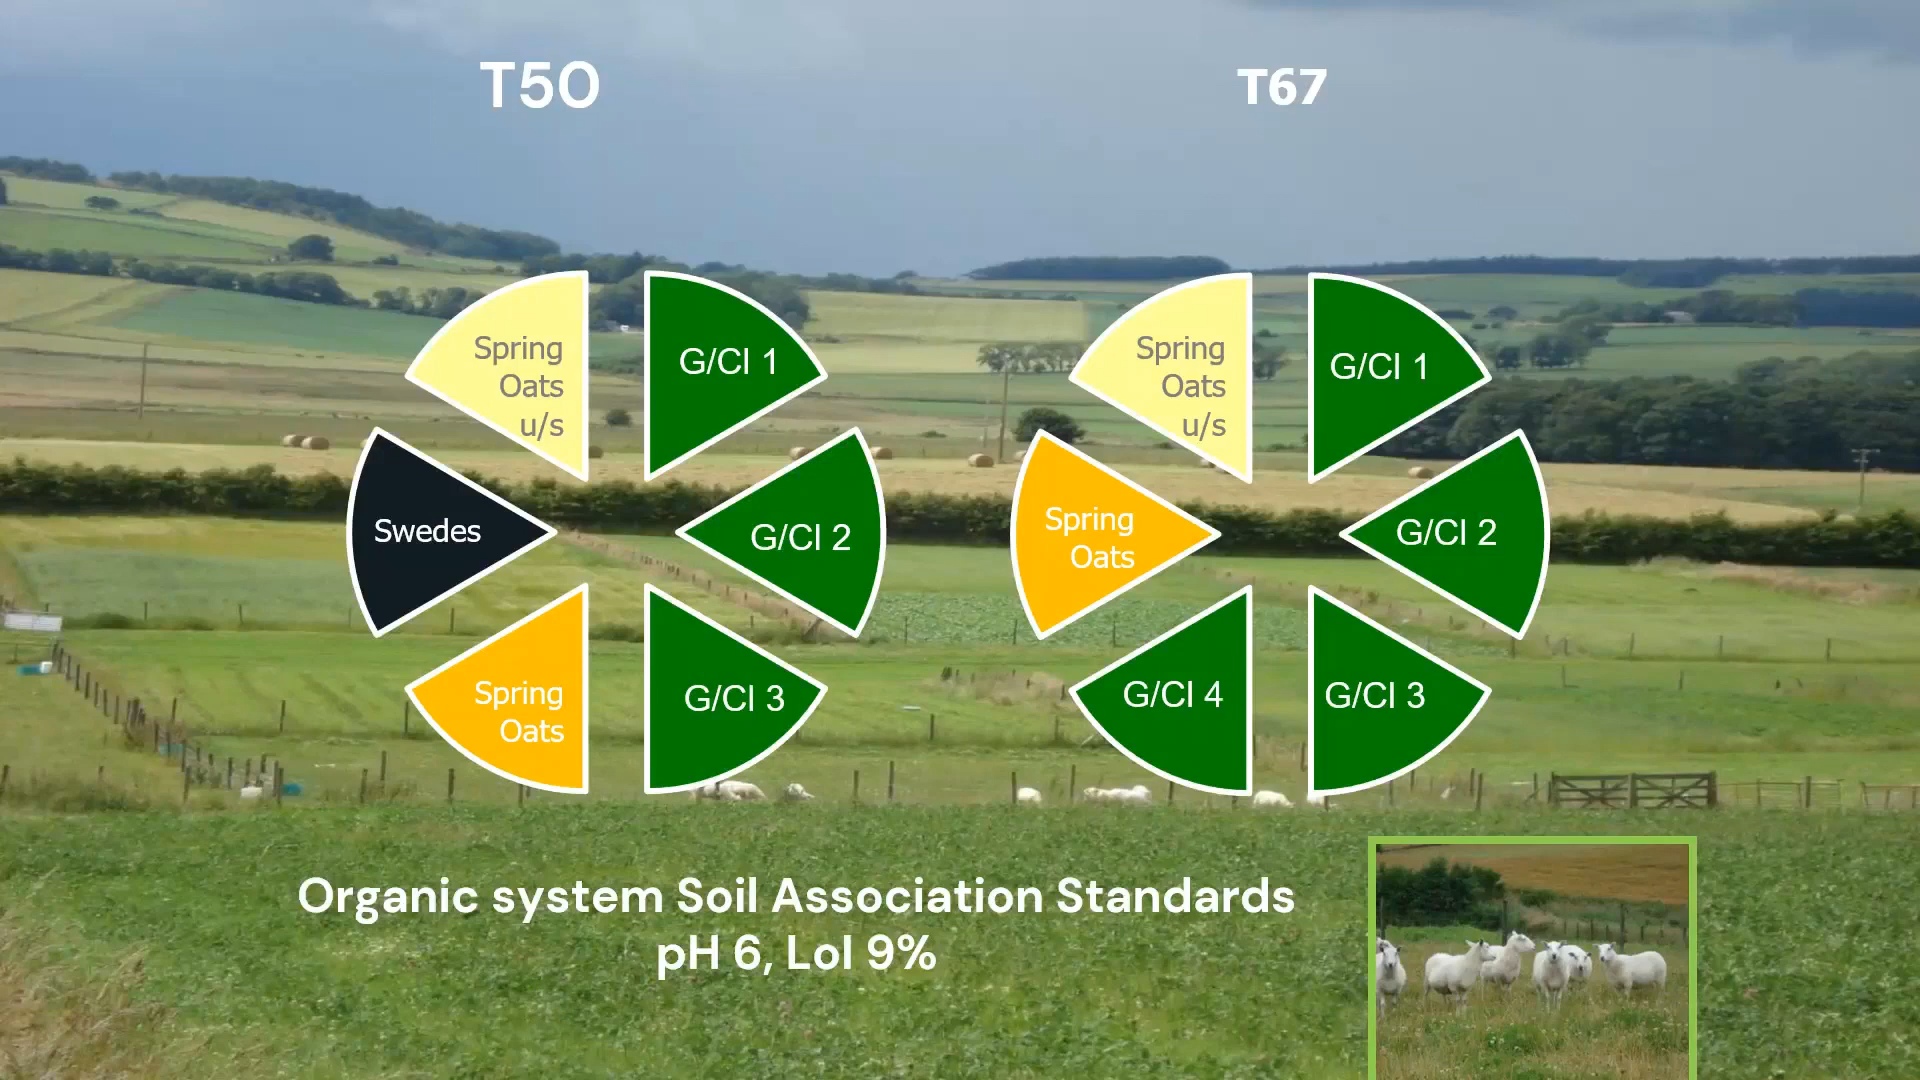 T50
T67
Spring
Oats
u/s
G/Cl 1
Swedes
G/Cl 2
Spring
Oats
G/Cl 3
Spring
Oats
u/s
G/Cl 1
Spring
Oats
G/Cl 2
G/Cl 4
G/Cl 3
Organic system Soil Association Standards
pH 6, LoI 9%